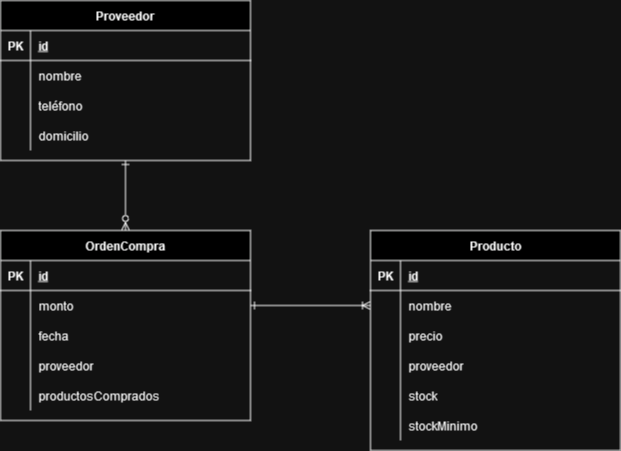 Proveedor
PK id
nombre
teléfono
domicilio
OrdenCompra
PK id
monto
fecha
proveedor
productosComprados
Producto
PK id
nombre
precio
proveedor
stock
stockMinimo